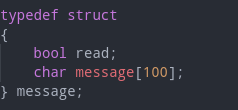 typedef struct
{
    bool read;
    char message[100];
} message;